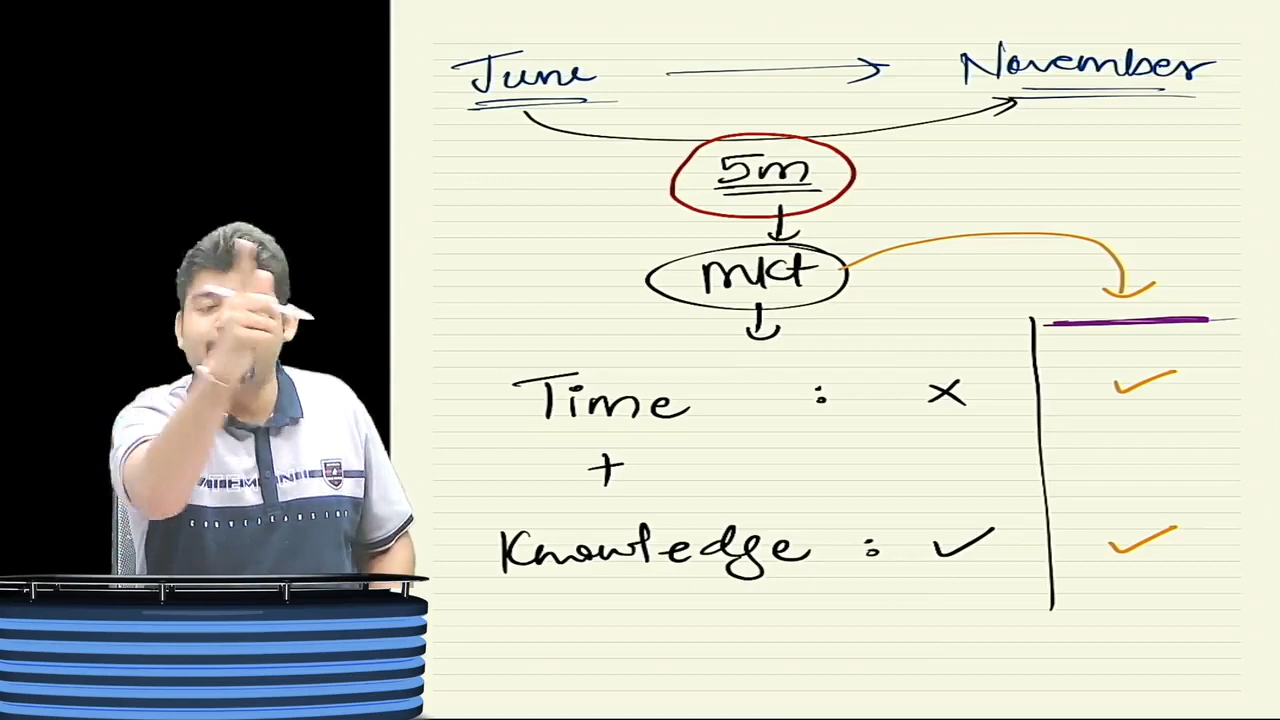 June → November
5m
↓
mkt
↓
Time : ×
+
Knowledge : ✓